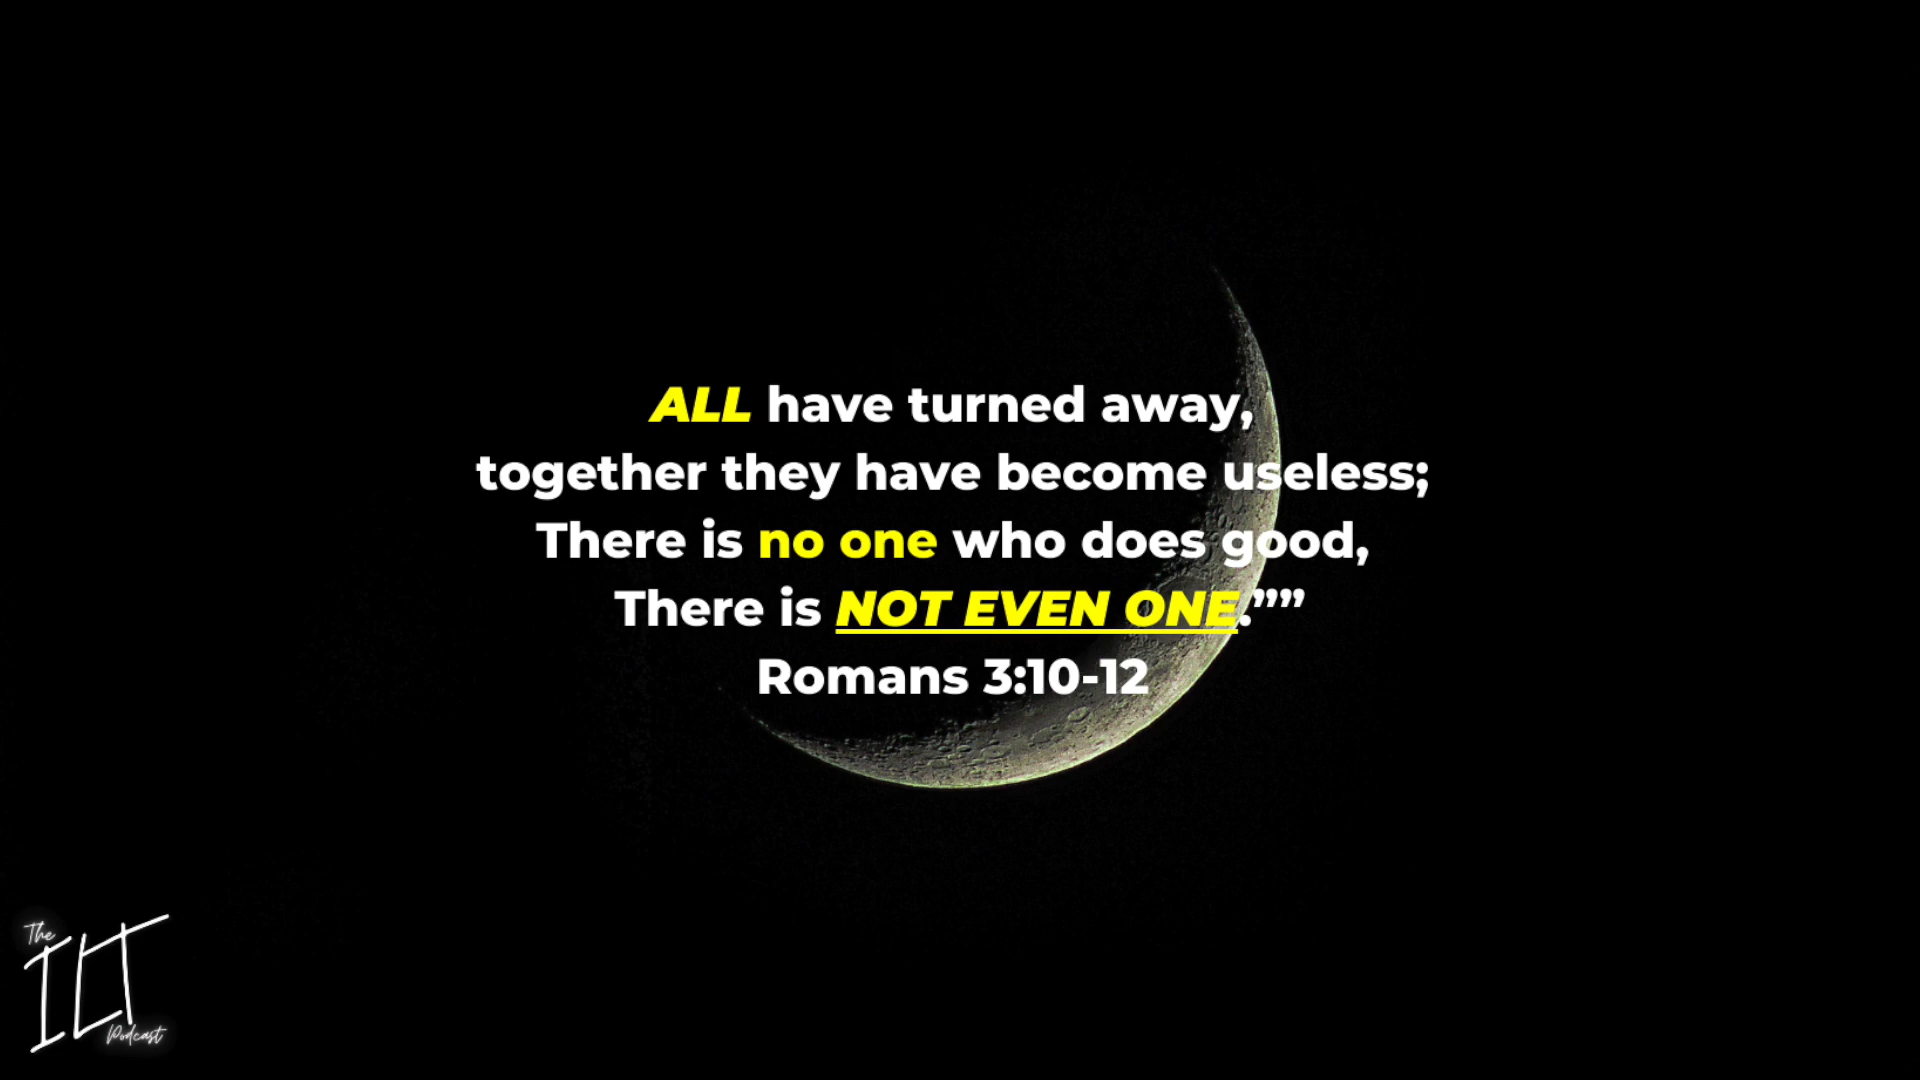 ALL have turned away,
together they have become useless;
There is no one who does good,
There is NOT EVEN ONE.”””
Romans 3:10-12
The
ILT
Podcast